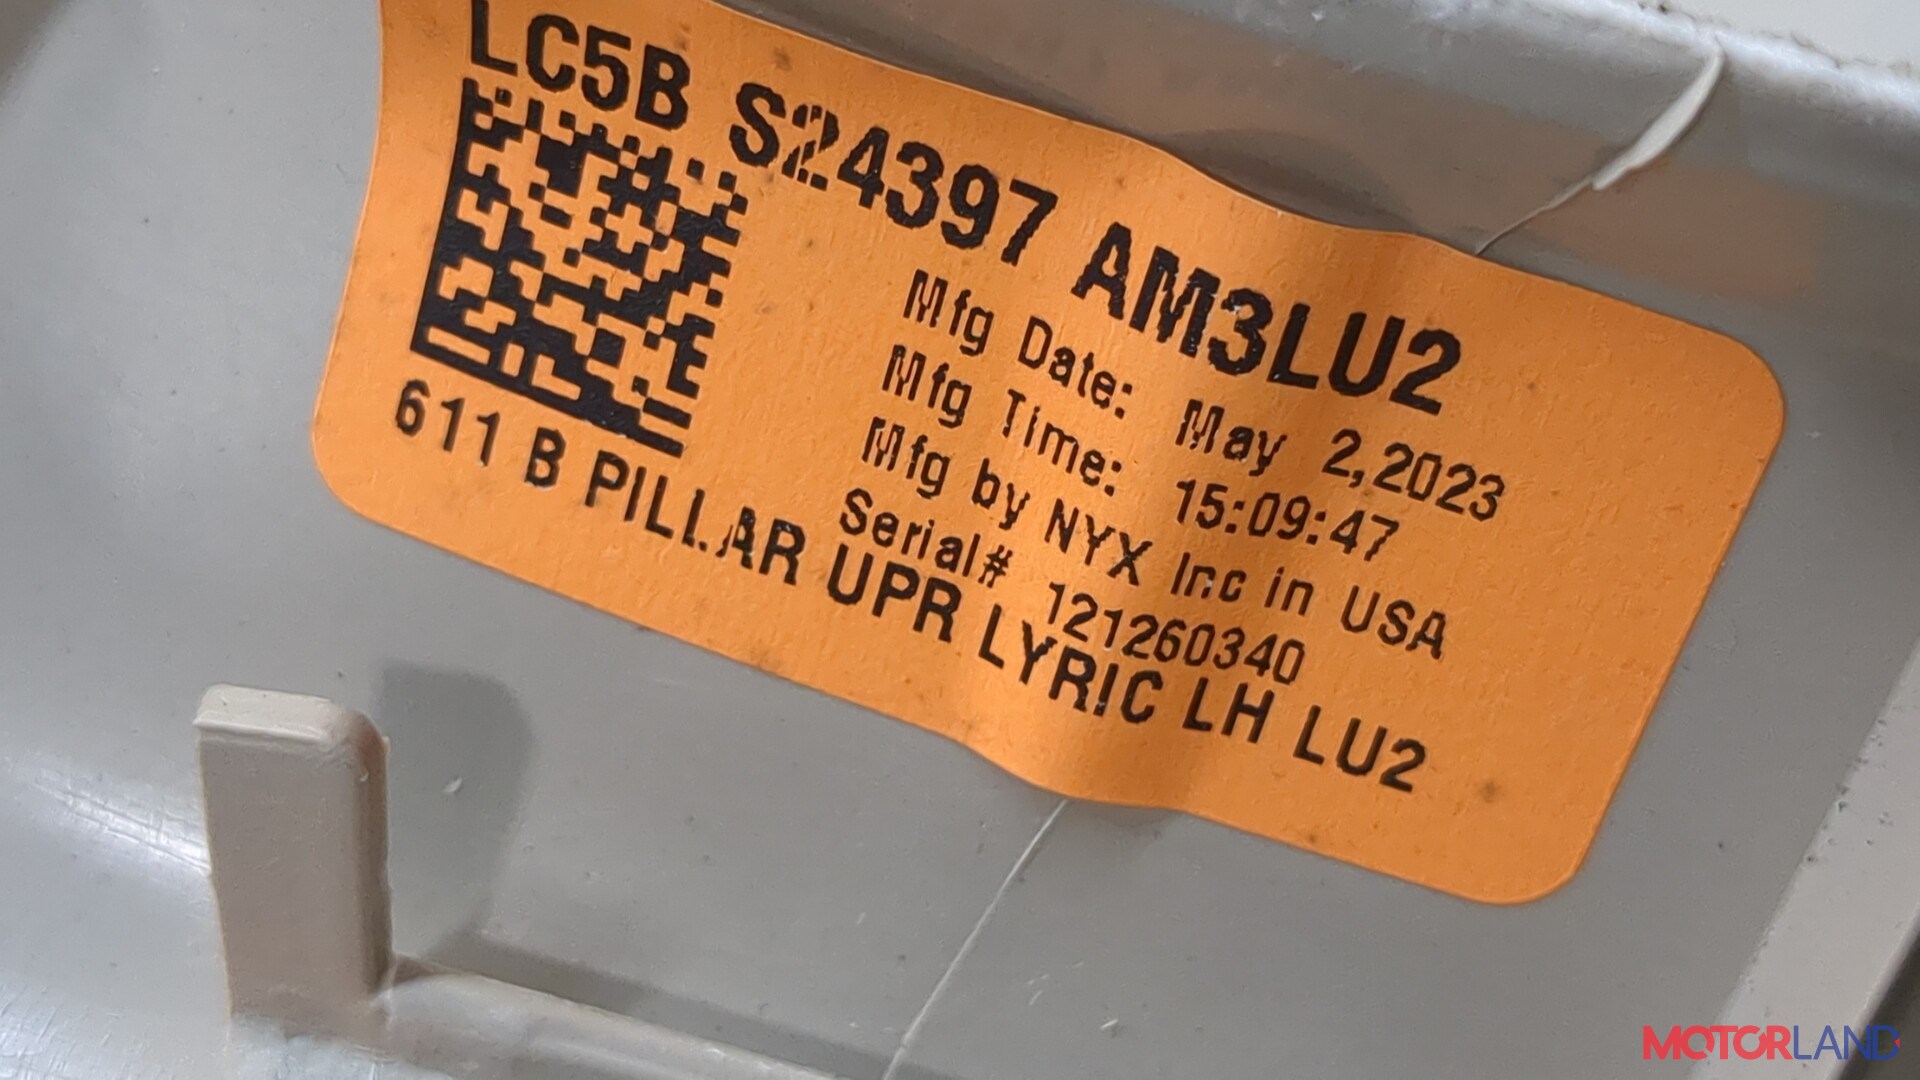 LC5B S24397 AM3LU2
Mfg Date: May 2,2023
Mfg Time: 15:09:47
Mfg by NYX Inc in USA
Serial# 121260340
611 B PILLAR UPR LYRIC LH LU2
MOTORLAND